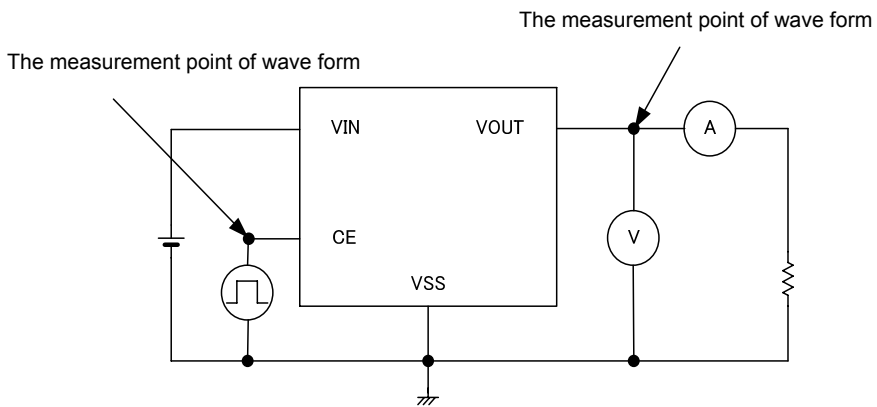 The measurement point of wave form
The measurement point of wave form
VIN
VOUT
A
CE
V
VSS